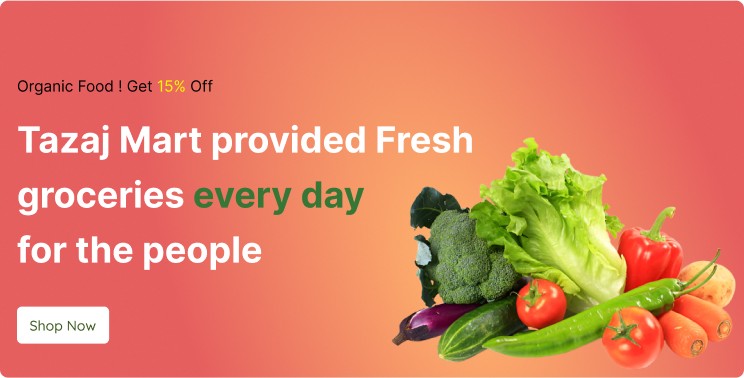 Organic Food ! Get 15% Off
Tazaj Mart provided Fresh
groceries every day
for the people
Shop Now